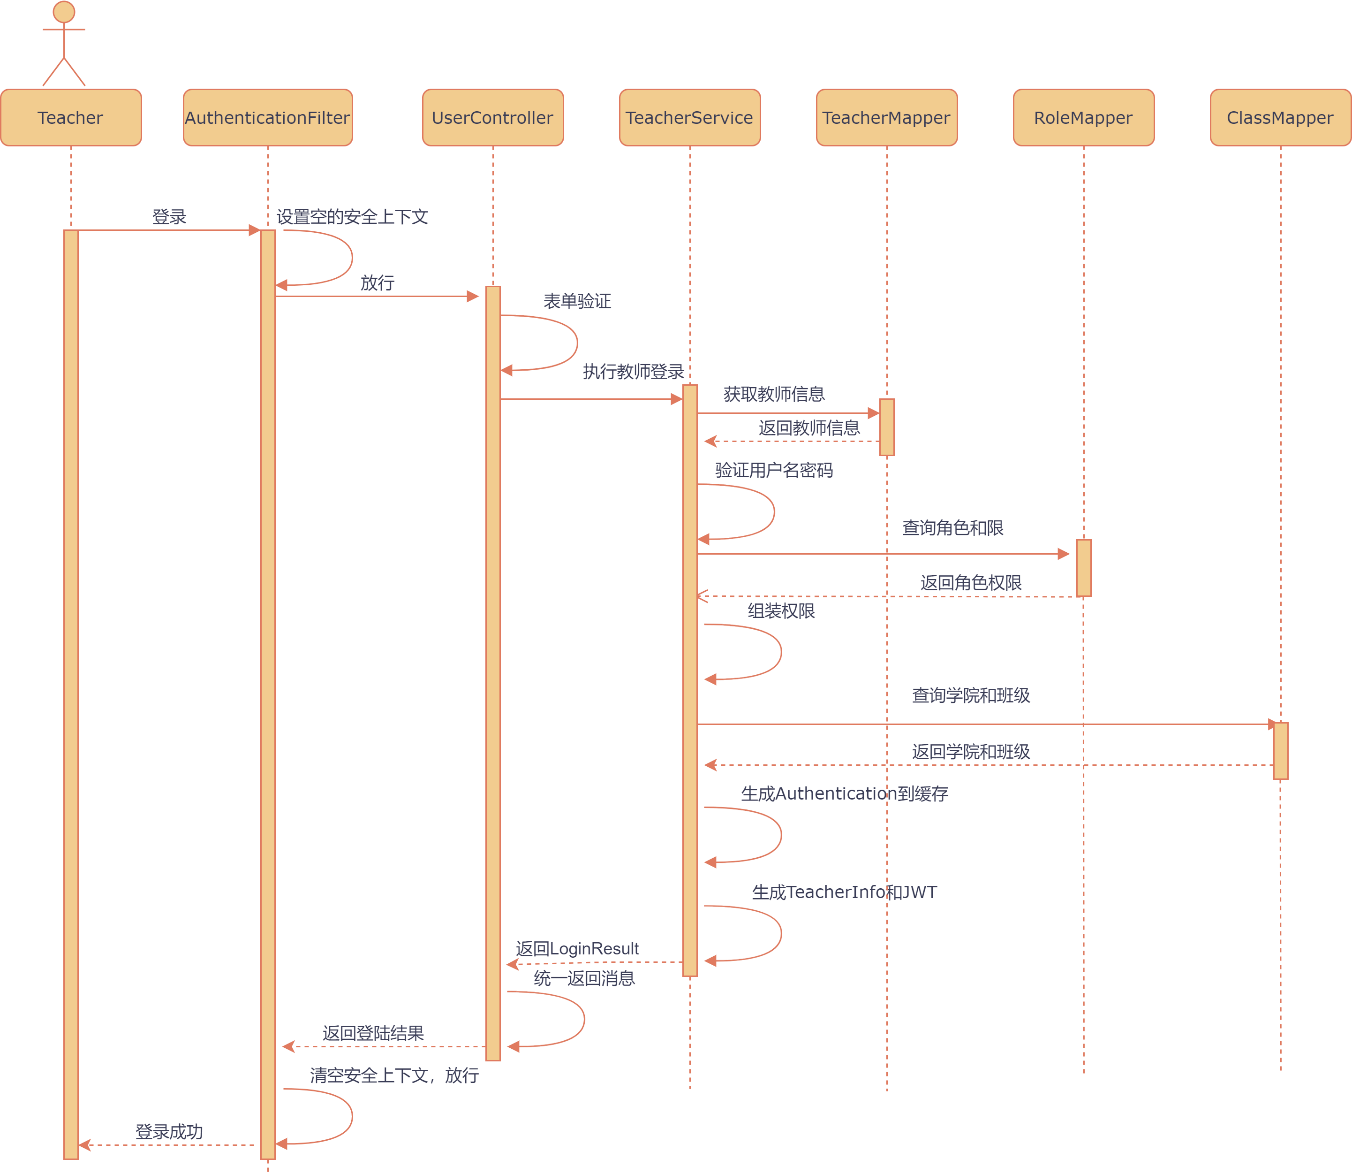 Teacher
AuthenticationFilter
UserController
TeacherService
TeacherMapper
RoleMapper
ClassMapper
登录
设置空的安全上下文
放行
表单验证
执行教师登录
获取教师信息
返回教师信息
验证用户名密码
查询角色和限
返回角色权限
组装权限
查询学院和班级
返回学院和班级
生成Authentication到缓存
生成TeacherInfo和JWT
返回LoginResult
统一返回消息
返回登陆结果
清空安全上下文，放行
登录成功